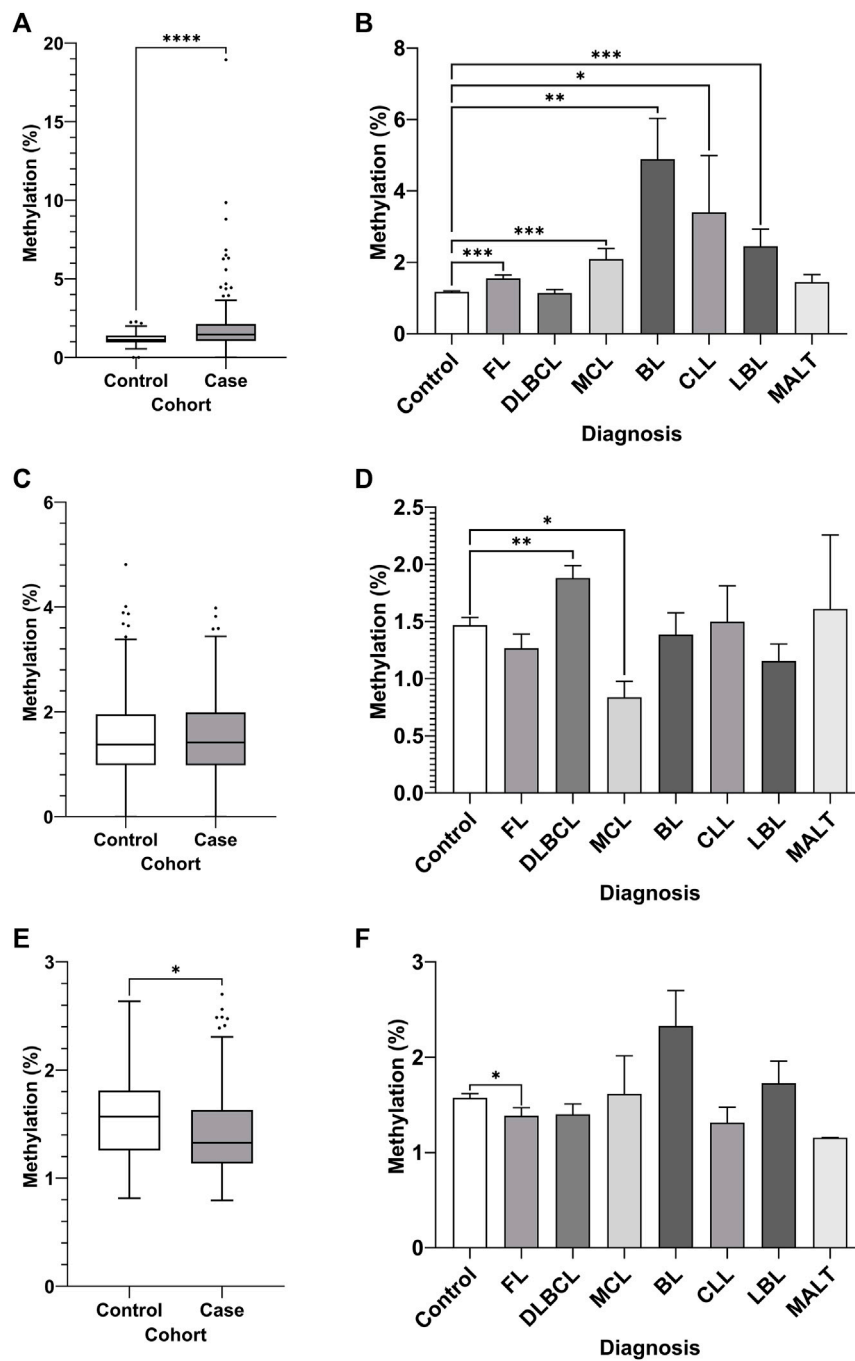 A
****
20
15
10
5
0
Methylation (%)
Control Case
Cohort
B
***
*
**
***
***
8
6
4
2
0
Methylation (%)
Control FL DLBCL MCL BL CLL LBL MALT
Diagnosis
C
6
4
2
0
Methylation (%)
Control Case
Cohort
D
*
**
2.5
2.0
1.5
1.0
0.5
0.0
Methylation (%)
Control FL DLBCL MCL BL CLL LBL MALT
Diagnosis
E
*
3
2
1
0
Methylation (%)
Control Case
Cohort
F
*
3
2
1
0
Methylation (%)
Control FL DLBCL MCL BL CLL LBL MALT
Diagnosis